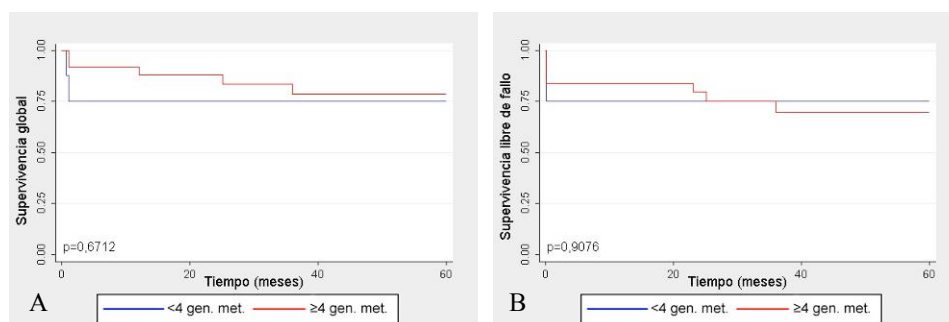 Supervivencia global
1.00
0.75
0.50
0.25
0.00
p=0,6712
0 20 40 60
Tiempo (meses)
A
<4 gen. met. ≥4 gen. met.
Supervivencia libre de fallo
1.00
0.75
0.50
0.25
0.00
p=0,9076
0 20 40 60
Tiempo (meses)
B
<4 gen. met. ≥4 gen. met.